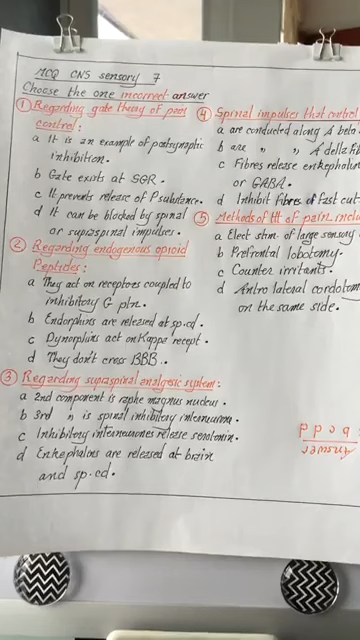 MCQ CNS sensory 7
Choose the one incorrect answer
① Regarding gate theory of pain
control:
a It is an example of postsynaptic
inhibition.
b Gate exists at SGR.
c It prevents release of P substance.
d It can be blocked by spinal
or supraspinal impulses.
② Regarding endogenous opioid
Peptides:
a They act on receptors coupled to
inhibitory G ptn.
b Endorphins are released at sp.cd.
c Dynorphins act on Kappa recept.
d They don't cross BBB.
③ Regarding supraspinal analgesic system:
a 2nd component is raphe magnus nucleus.
b 3rd " is spinal inhibitory interneurone.
c Inhibitory interneurones release serotonin.
d Enkephalins are released at brain
and sp.cd.
④ Spinal impulses that control
a are conducted along A beta
b are " " A delta fib
c Fibres release enkephalin
or GABA.
d Inhibit Fibres of fast cut
⑤ Methods of ttt of pain inclu
a Elect stim. of large sensory
b Prefrontal lobotomy.
c Counter irritants.
d Antro lateral cordotom
on the same side.
Answer
b c d d